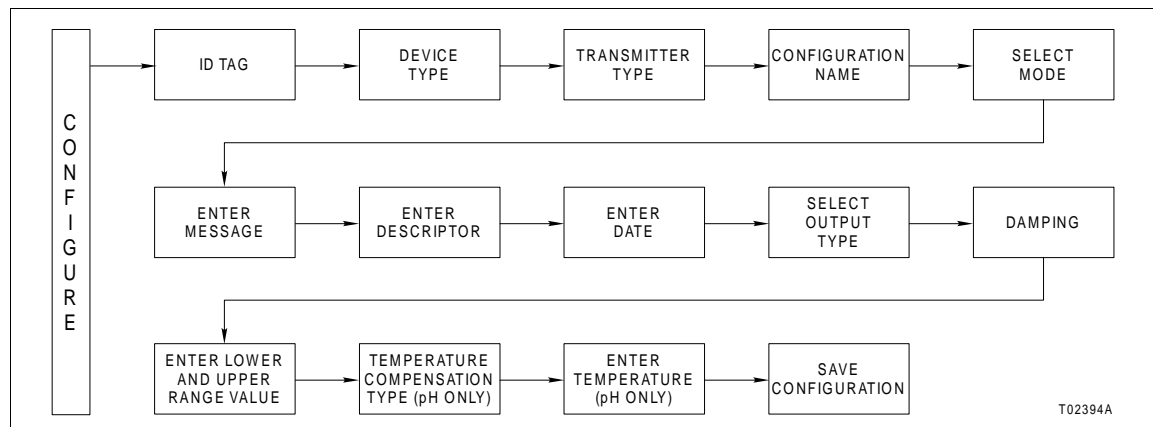 CONFIGURE
ID TAG
DEVICE
TYPE
TRANSMITTER
TYPE
CONFIGURATION
NAME
SELECT
MODE
ENTER
MESSAGE
ENTER
DESCRIPTOR
ENTER
DATE
SELECT
OUTPUT
TYPE
DAMPING
ENTER LOWER
AND UPPER
RANGE VALUE
TEMPERATURE
COMPENSATION
TYPE (pH ONLY)
ENTER
TEMPERATURE
(pH ONLY)
SAVE
CONFIGURATION
T02394A